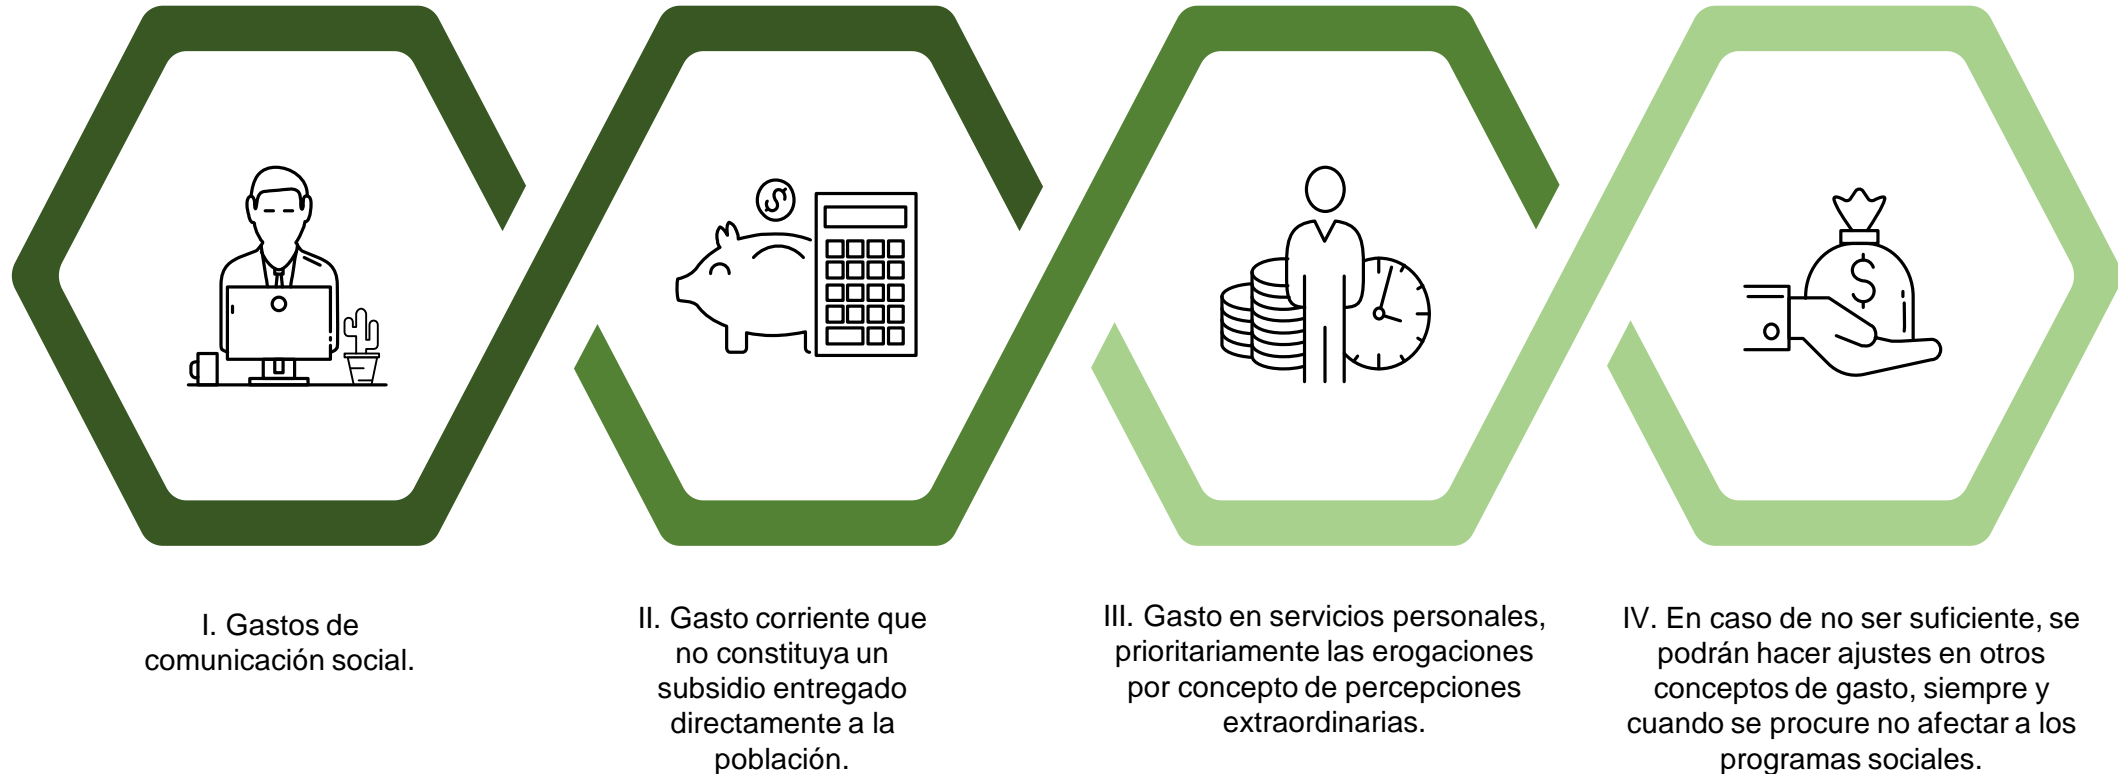 I. Gastos de
comunicación social.
II. Gasto corriente que
no constituya un
subsidio entregado
directamente a la
población.
III. Gasto en servicios personales,
prioritariamente las erogaciones
por concepto de percepciones
extraordinarias.
IV. En caso de no ser suficiente, se
podrán hacer ajustes en otros
conceptos de gasto, siempre y
cuando se procure no afectar a los
programas sociales.